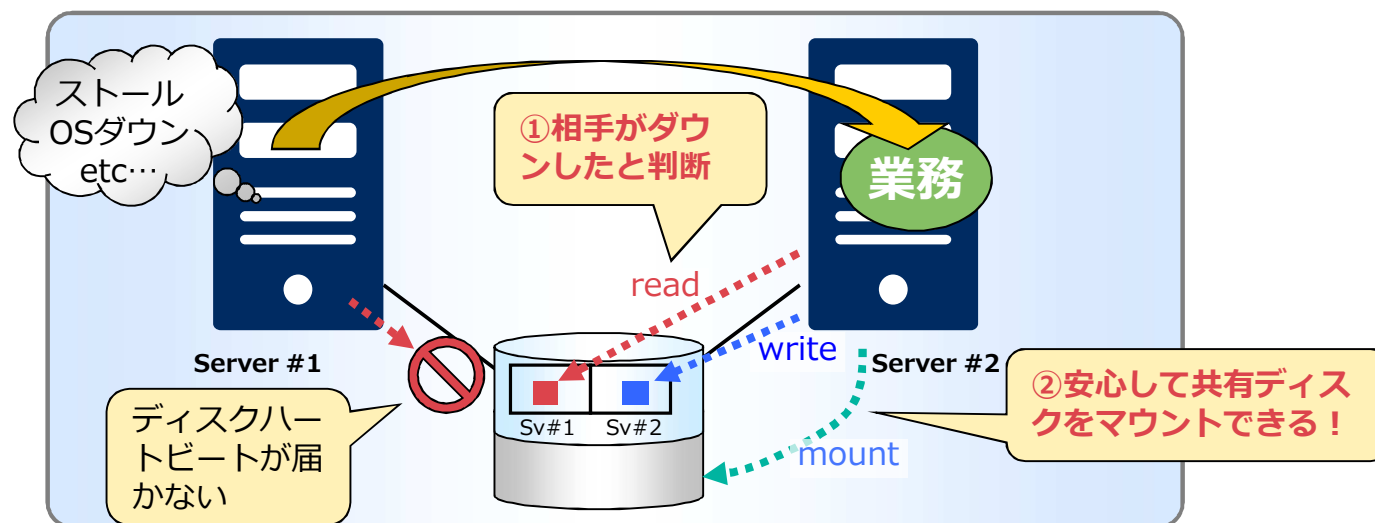 ストール
OSダウン
etc…
①相手がダウ
ンしたと判断
業務
read
write
Server #1
Server #2
ディスクハー
トビートが届
かない
Sv#1 Sv#2
mount
②安心して共有ディス
クをマウントできる！